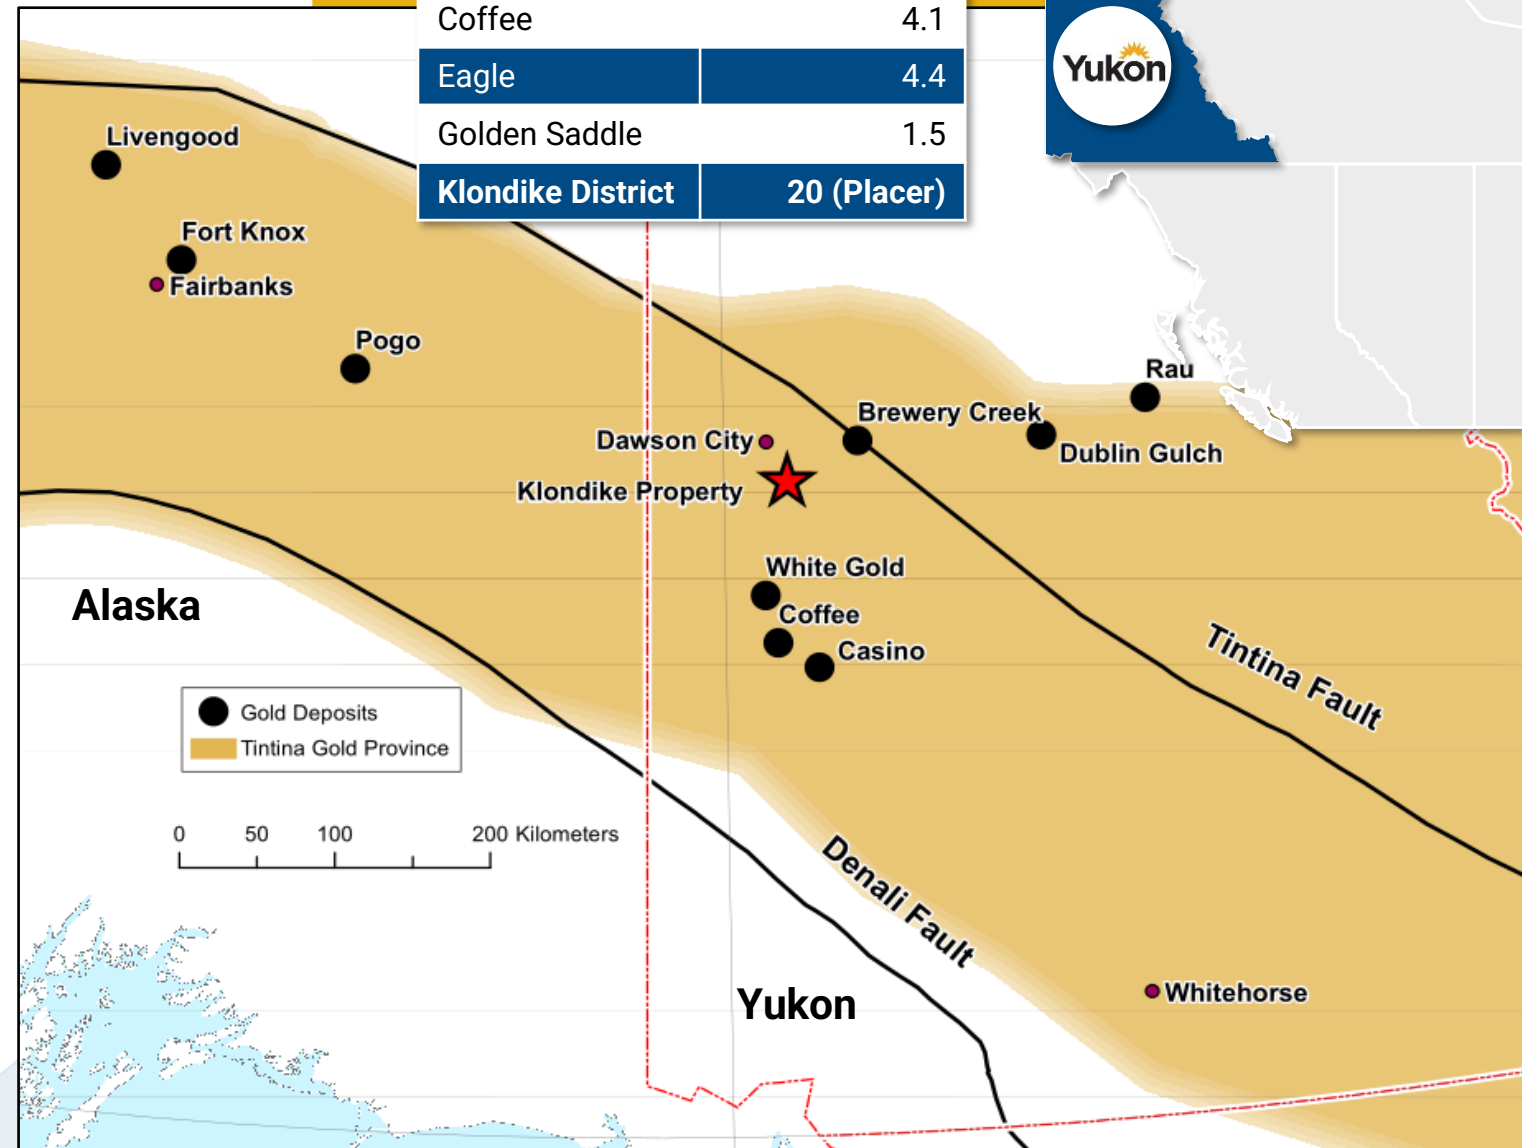 Coffee 4.1
Eagle 4.4
Golden Saddle 1.5
Klondike District 20 (Placer)
Yukon
Livengood
Fort Knox
Fairbanks
Pogo
Rau
Brewery Creek
Dawson City
Dublin Gulch
Klondike Property
White Gold
Coffee
Casino
Alaska
Tintina Fault
Gold Deposits
Tintina Gold Province
0 50 100 200 Kilometers
Denali Fault
Yukon
Whitehorse